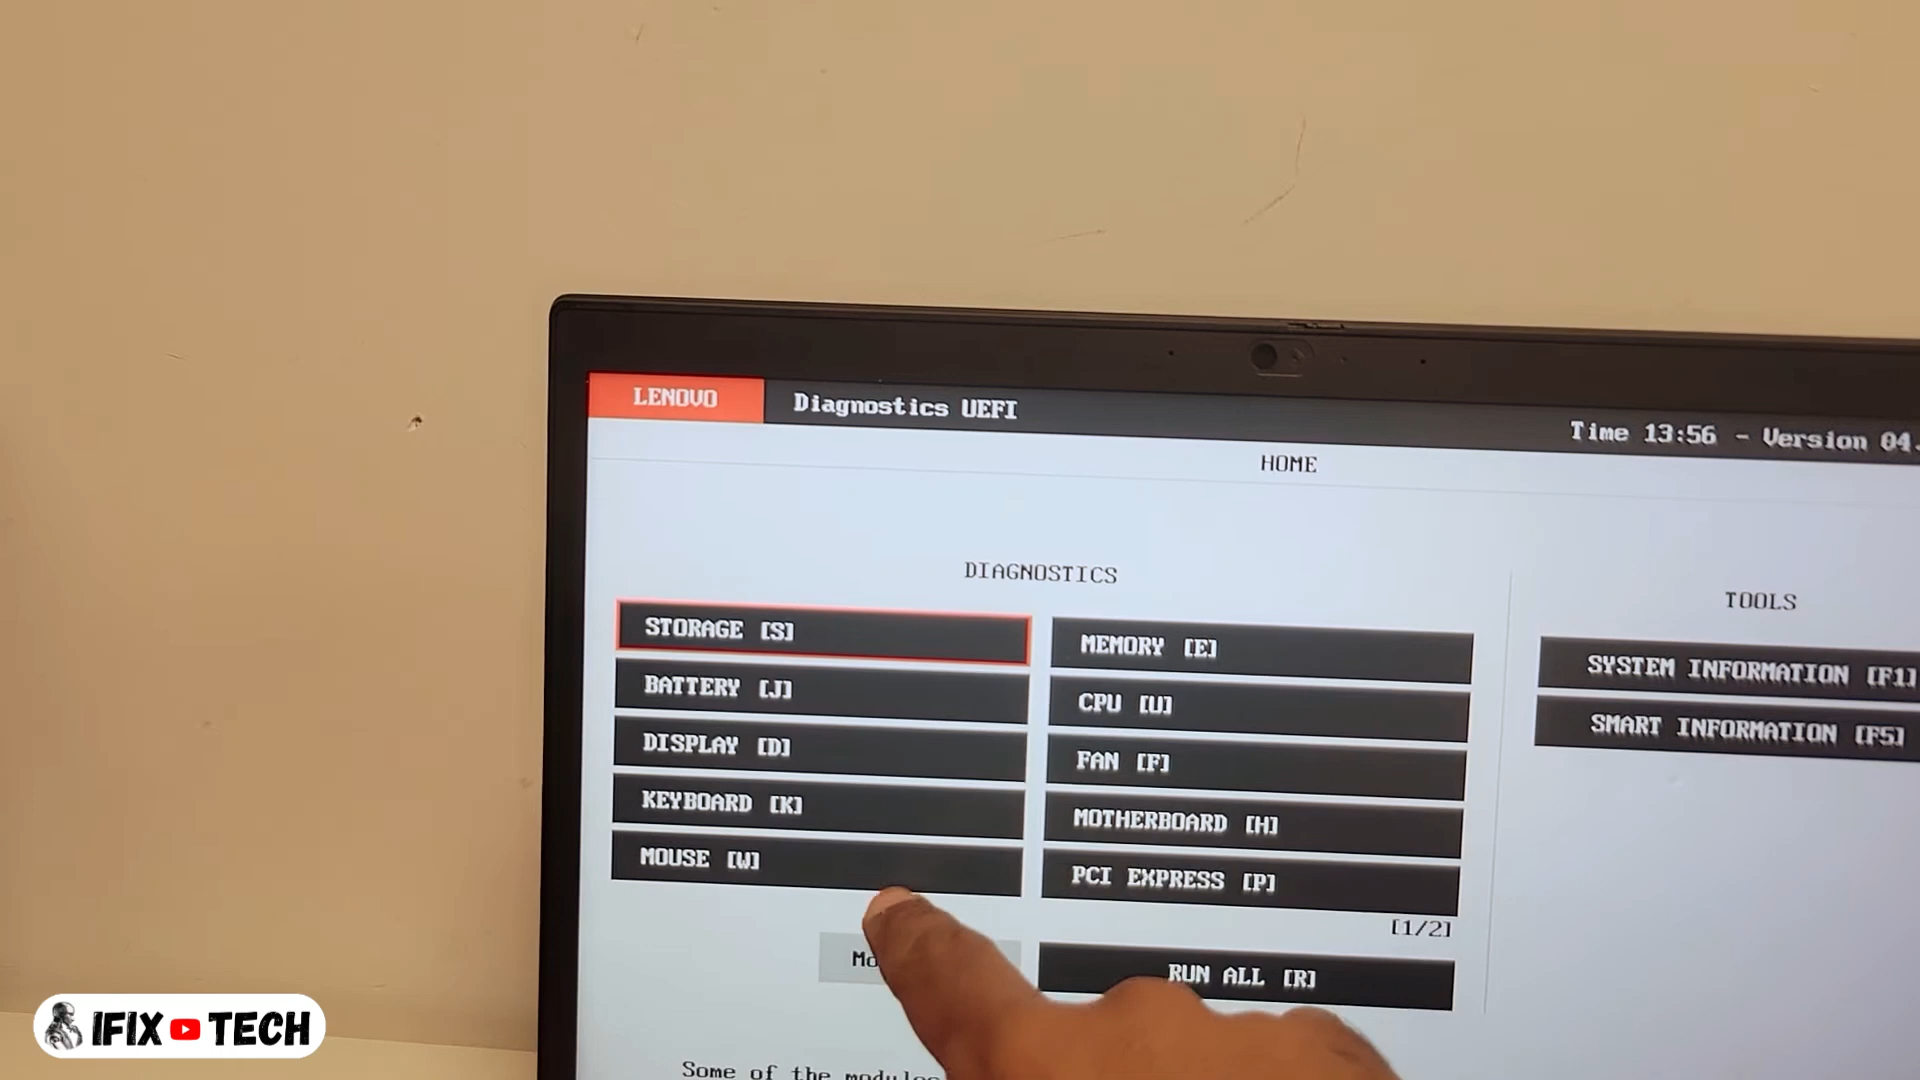 LENOVO
Diagnostics UEFI
Time 13:56 - Version 04.
HOME
DIAGNOSTICS
TOOLS
STORAGE [S]
MEMORY [E]
SYSTEM INFORMATION [F1]
BATTERY [J]
CPU [U]
SMART INFORMATION [F5]
DISPLAY [D]
FAN [F]
KEYBOARD [K]
MOTHERBOARD [H]
MOUSE [W]
PCI EXPRESS [P]
[1/2]
RUN ALL [R]
Some of the modules
IFIX TECH